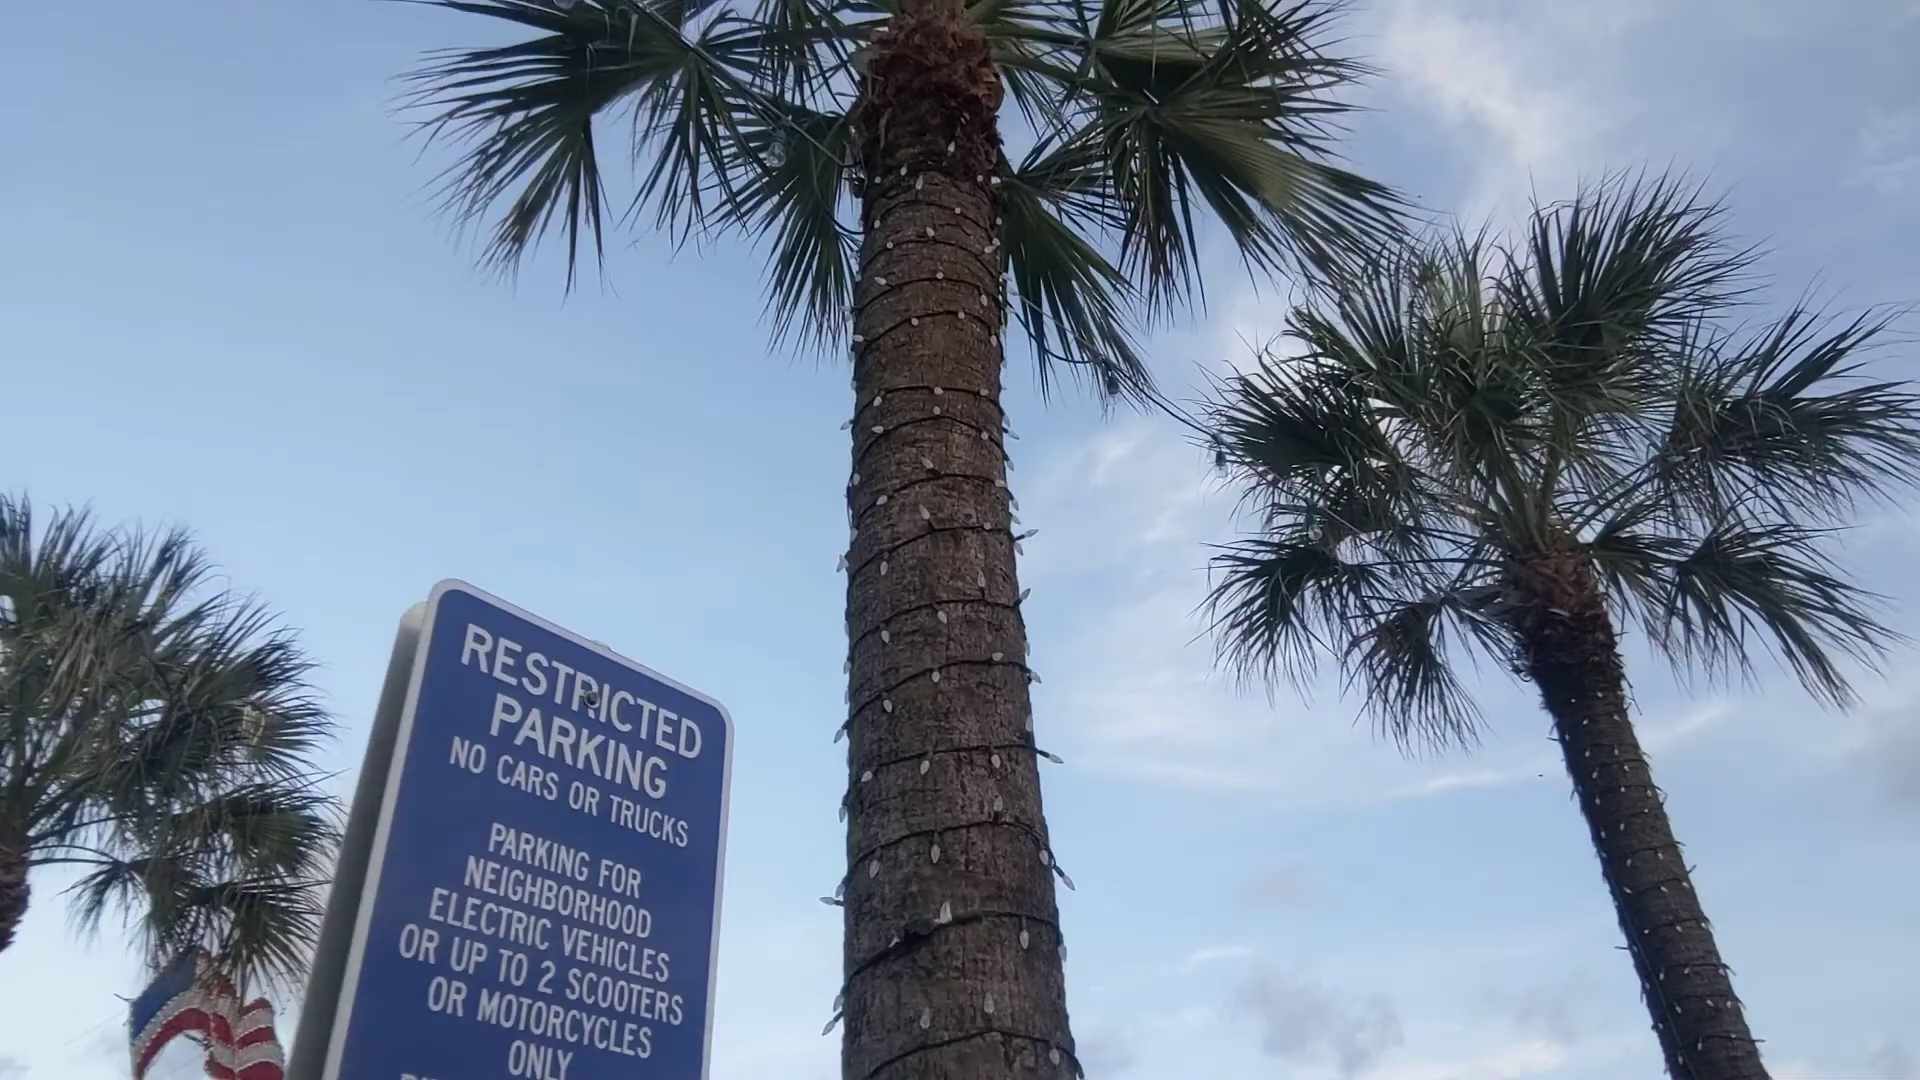 RESTRICTED
PARKING
NO CARS OR TRUCKS
PARKING FOR
NEIGHBORHOOD
ELECTRIC VEHICLES
OR UP TO 2 SCOOTERS
OR MOTORCYCLES
ONLY